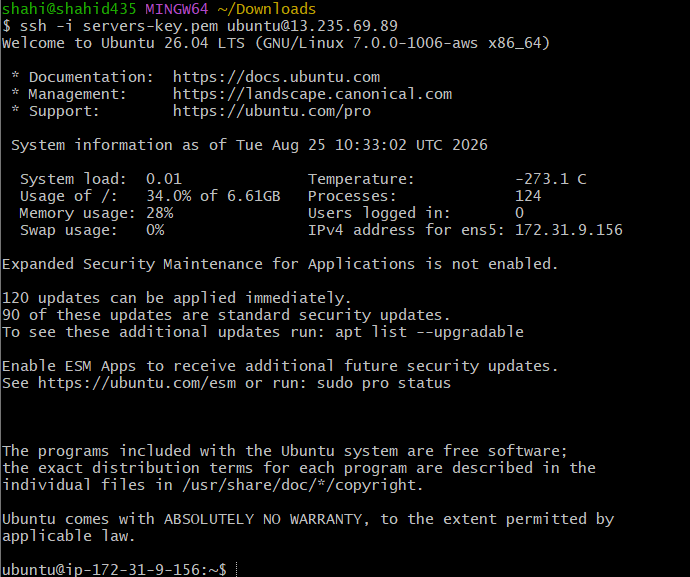 shahi@shahid435 MINGW64 ~/Downloads
$ ssh -i servers-key.pem ubuntu@13.235.69.89
Welcome to Ubuntu 26.04 LTS (GNU/Linux 7.0.0-1006-aws x86_64)
* Documentation: https://docs.ubuntu.com
* Management: https://landscape.canonical.com
* Support: https://ubuntu.com/pro
System information as of Tue Aug 25 10:33:02 UTC 2026
System load: 0.01 Temperature: -273.1 C
Usage of /: 34.0% of 6.61GB Processes: 124
Memory usage: 28% Users logged in: 0
Swap usage: 0% IPv4 address for ens5: 172.31.9.156
Expanded Security Maintenance for Applications is not enabled.
120 updates can be applied immediately.
90 of these updates are standard security updates.
To see these additional updates run: apt list --upgradable
Enable ESM Apps to receive additional future security updates.
See https://ubuntu.com/esm or run: sudo pro status
The programs included with the Ubuntu system are free software;
the exact distribution terms for each program are described in the
individual files in /usr/share/doc/*/copyright.
Ubuntu comes with ABSOLUTELY NO WARRANTY, to the extent permitted by
applicable law.
ubuntu@ip-172-31-9-156:~$